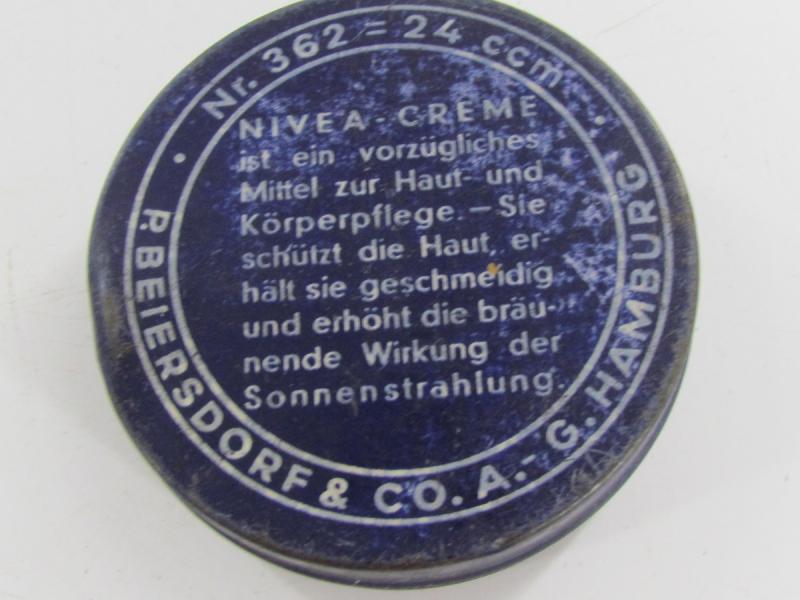 Nr. 362 = 24 ccm
NIVEA-CREME
ist ein vorzügliches
Mittel zur Haut- und
Körperpflege. – Sie
schützt die Haut, er-
hält sie geschmeidig
und erhöht die bräu-
nende Wirkung der
Sonnenstrahlung.
P. BEIERSDORF & CO. A.-G. HAMBURG